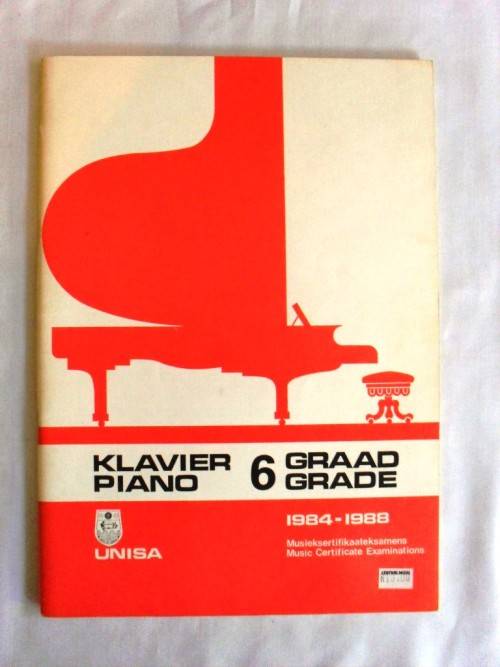 KLAVIER 6 GRAAD
PIANO GRADE
1984-1988
Musieksertifikaateksamens
Music Certificate Examinations
UNISA